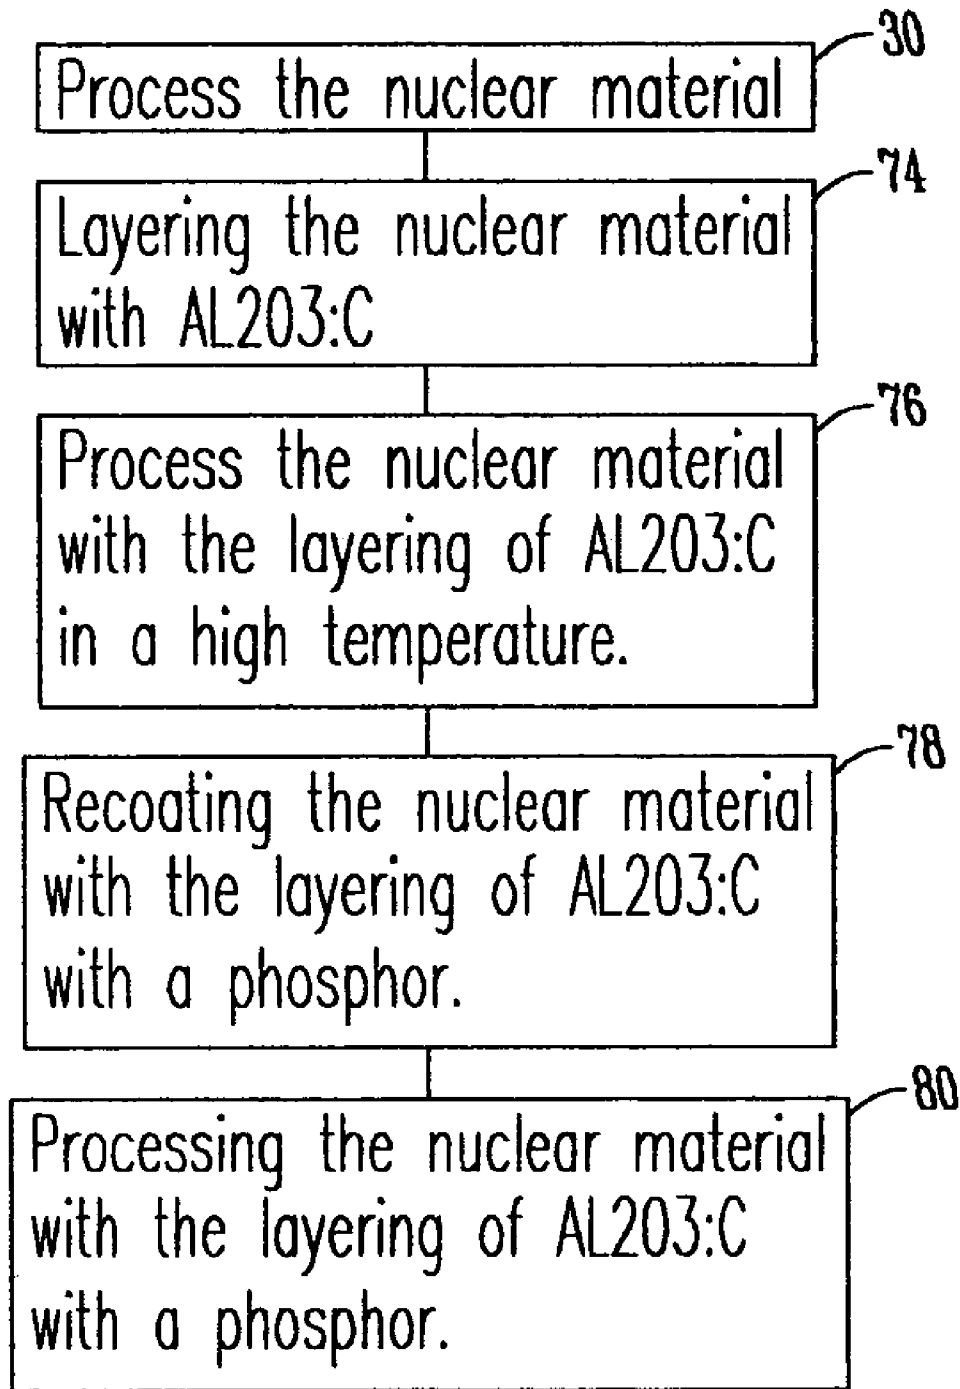 30
Process the nuclear material
74
Layering the nuclear material
with AL203:C
76
Process the nuclear material
with the layering of AL203:C
in a high temperature.
78
Recoating the nuclear material
with the layering of AL203:C
with a phosphor.
80
Processing the nuclear material
with the layering of AL203:C
with a phosphor.